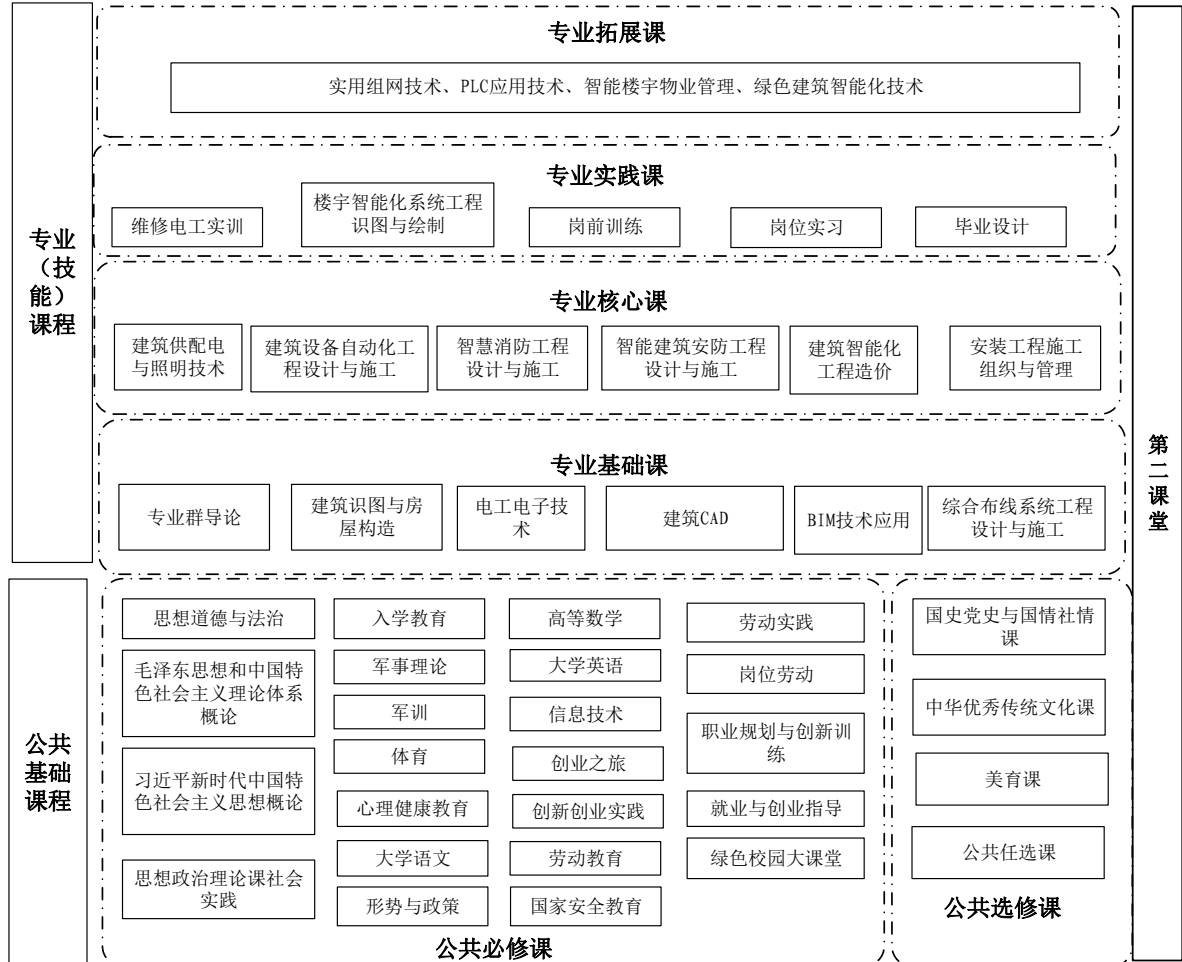 专业拓展课
实用组网技术、PLC应用技术、智能楼宇物业管理、绿色建筑智能化技术
专业
（技
能）
课程
专业实践课
维修电工实训
楼宇智能化系统工程
识图与绘制
岗前训练
岗位实习
毕业设计
专业核心课
建筑供配电
与照明技术
建筑设备自动化工
程设计与施工
智慧消防工程
设计与施工
智能建筑安防工程
设计与施工
建筑智能化
工程造价
安装工程施工
组织与管理
专业基础课
专业群导论
建筑识图与房
屋构造
电工电子技
术
建筑CAD
BIM技术应用
综合布线系统工程
设计与施工
第
二
课
堂
公共
基础
课程
思想道德与法治
毛泽东思想和中国特
色社会主义理论体系
概论
习近平新时代中国特
色社会主义思想概论
思想政治理论课社会
实践
入学教育
军事理论
军训
体育
心理健康教育
大学语文
形势与政策
高等数学
大学英语
信息技术
创业之旅
创新创业实践
劳动教育
国家安全教育
劳动实践
岗位劳动
职业规划与创新训
练
就业与创业指导
绿色校园大课堂
公共必修课
国史党史与国情社情
课
中华优秀传统文化课
美育课
公共任选课
公共选修课